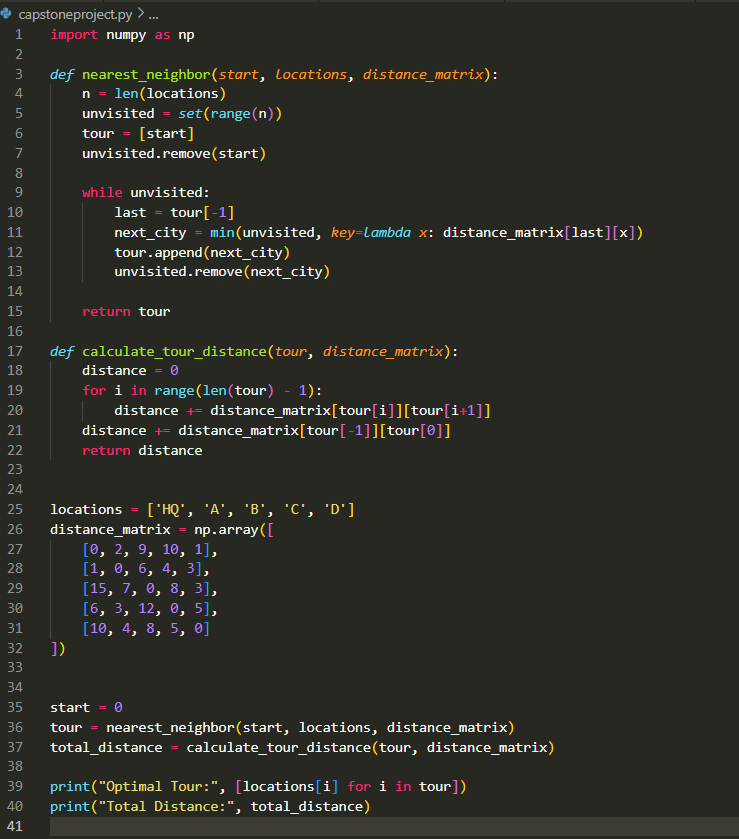 capstoneproject.py > ...
1 import numpy as np
2
3 def nearest_neighbor(start, locations, distance_matrix):
4     n = len(locations)
5     unvisited = set(range(n))
6     tour = [start]
7     unvisited.remove(start)
8
9     while unvisited:
10         last = tour[-1]
11         next_city = min(unvisited, key=lambda x: distance_matrix[last][x])
12         tour.append(next_city)
13         unvisited.remove(next_city)
14
15     return tour
16
17 def calculate_tour_distance(tour, distance_matrix):
18     distance = 0
19     for i in range(len(tour) - 1):
20         distance += distance_matrix[tour[i]][tour[i+1]]
21     distance += distance_matrix[tour[-1]][tour[0]]
22     return distance
23
24
25 locations = ['HQ', 'A', 'B', 'C', 'D']
26 distance_matrix = np.array([
27     [0, 2, 9, 10, 1],
28     [1, 0, 6, 4, 3],
29     [15, 7, 0, 8, 3],
30     [6, 3, 12, 0, 5],
31     [10, 4, 8, 5, 0]
32 ])
33
34
35 start = 0
36 tour = nearest_neighbor(start, locations, distance_matrix)
37 total_distance = calculate_tour_distance(tour, distance_matrix)
38
39 print("Optimal Tour:", [locations[i] for i in tour])
40 print("Total Distance:", total_distance)
41